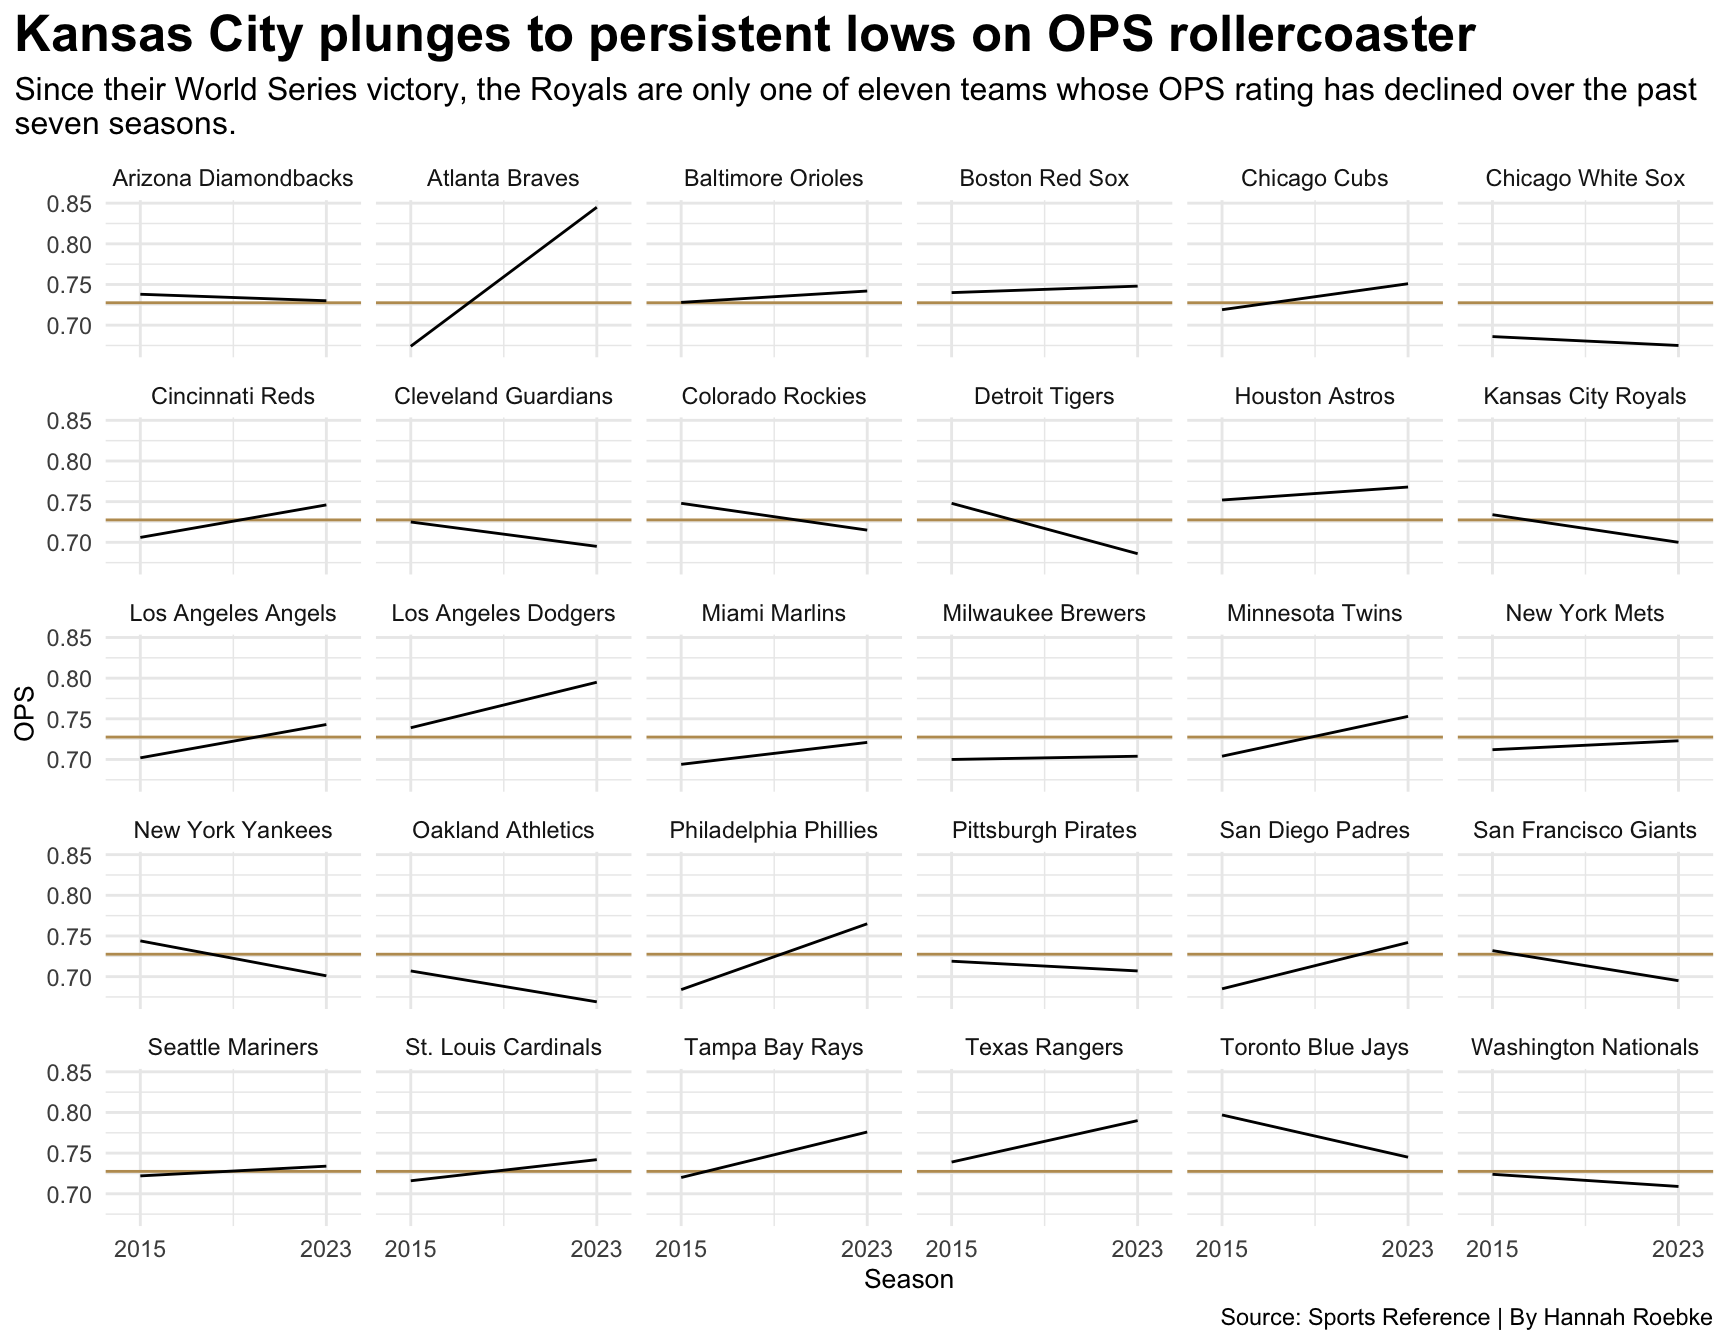 Kansas City plunges to persistent lows on OPS rollercoaster
Since their World Series victory, the Royals are only one of eleven teams whose OPS rating has declined over the past
seven seasons.
Arizona Diamondbacks Atlanta Braves Baltimore Orioles Boston Red Sox Chicago Cubs Chicago White Sox
0.85
0.80
0.75
0.70
Cincinnati Reds Cleveland Guardians Colorado Rockies Detroit Tigers Houston Astros Kansas City Royals
0.85
0.80
0.75
0.70
Los Angeles Angels Los Angeles Dodgers Miami Marlins Milwaukee Brewers Minnesota Twins New York Mets
0.85
0.80
0.75
0.70
OPS
New York Yankees Oakland Athletics Philadelphia Phillies Pittsburgh Pirates San Diego Padres San Francisco Giants
0.85
0.80
0.75
0.70
Seattle Mariners St. Louis Cardinals Tampa Bay Rays Texas Rangers Toronto Blue Jays Washington Nationals
0.85
0.80
0.75
0.70
2015 2023 2015 2023 2015 2023 2015 2023 2015 2023 2015 2023
Season
Source: Sports Reference | By Hannah Roebke